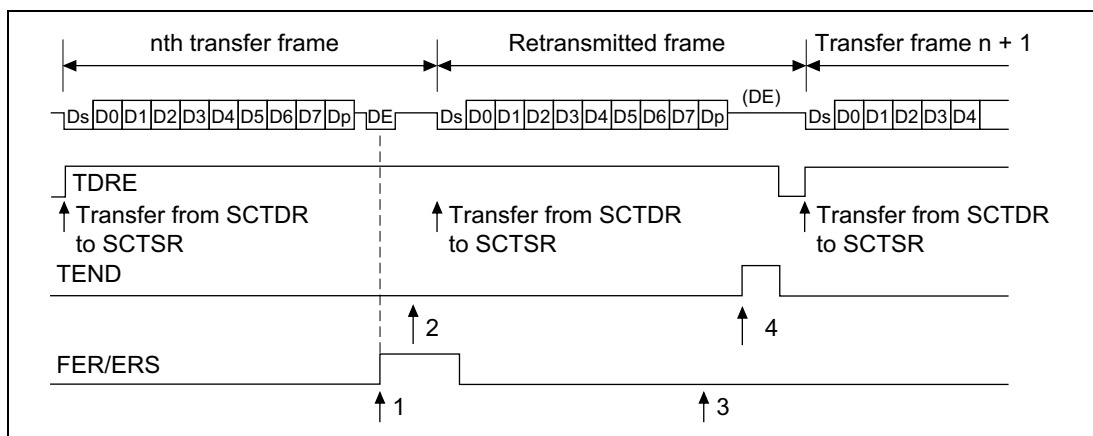 nth transfer frame Retransmitted frame Transfer frame n + 1
(DE)
Ds D0 D1 D2 D3 D4 D5 D6 D7 Dp DE Ds D0 D1 D2 D3 D4 D5 D6 D7 Dp Ds D0 D1 D2 D3 D4
TDRE
Transfer from SCTDR Transfer from SCTDR Transfer from SCTDR
to SCTSR to SCTSR to SCTSR
TEND
2 4
FER/ERS
1 3